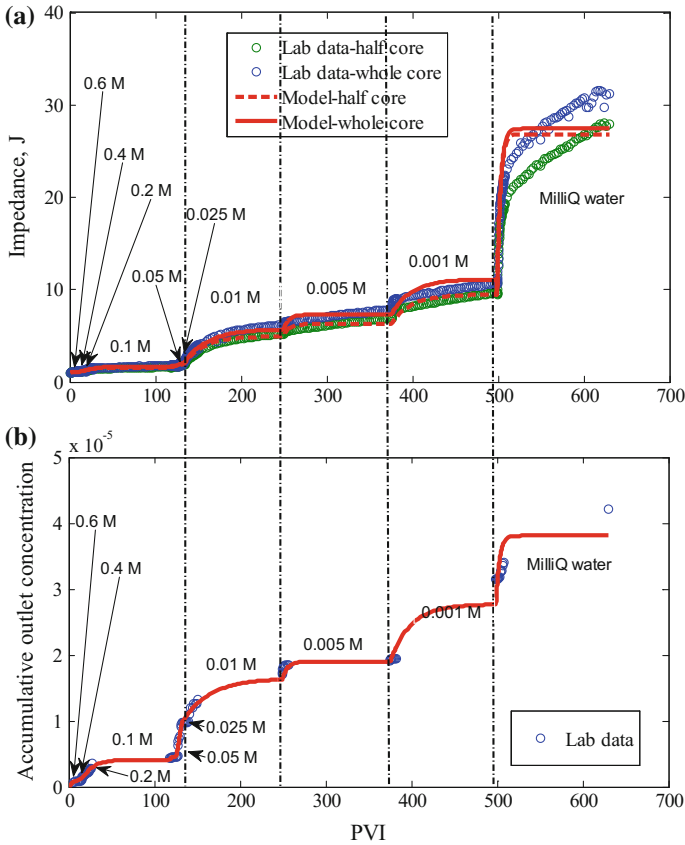 (a)
40
30
20
10
0
Impedance, J
Lab data-half core
Lab data-whole core
Model-half core
Model-whole core
0.6 M
0.4 M
0.2 M
0.025 M
0.05 M
0.1 M
0.01 M
0.005 M
0.001 M
MilliQ water
0 100 200 300 400 500 600 700
(b)
x 10⁻⁵
5
4
3
2
1
0
Accumulative outlet concentration
0.6 M
0.4 M
0.1 M
0.2 M
0.01 M
0.025 M
0.05 M
0.005 M
0.001 M
MilliQ water
Lab data
0 100 200 300 400 500 600 700
PVI